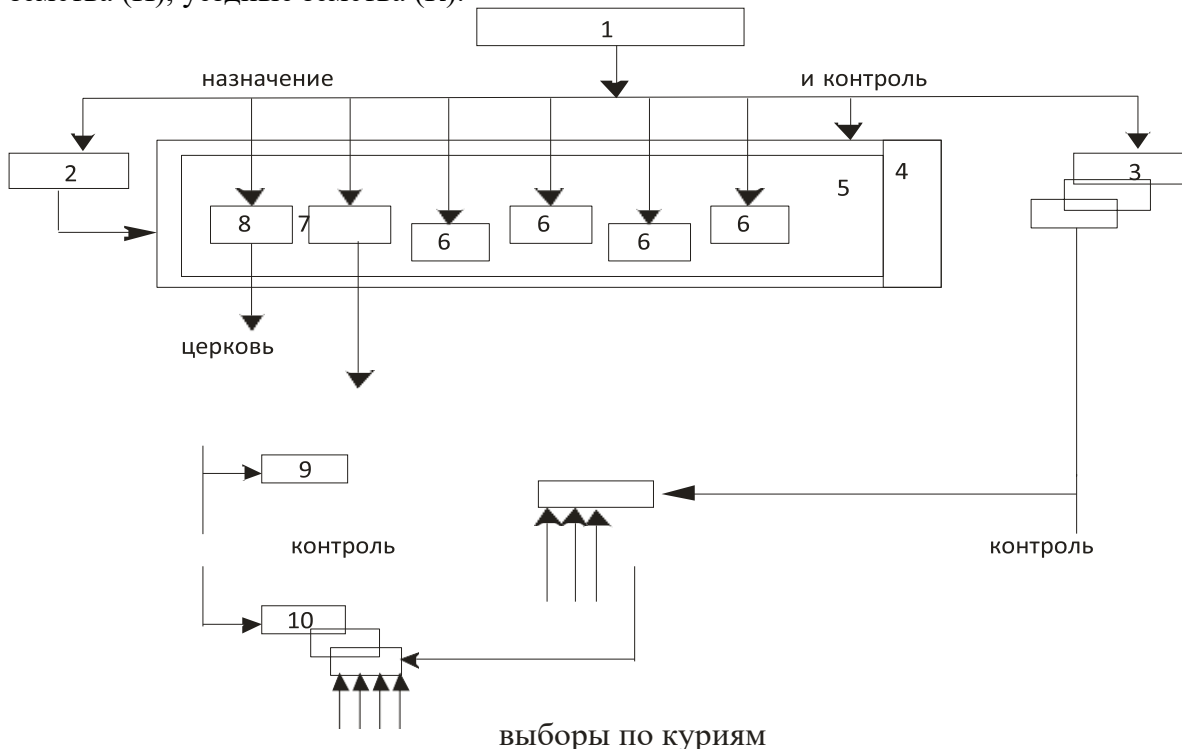 1
назначение и контроль
2
3
4
5
8 7 6 6 6 6
церковь
9
контроль контроль
10
выборы по куриям